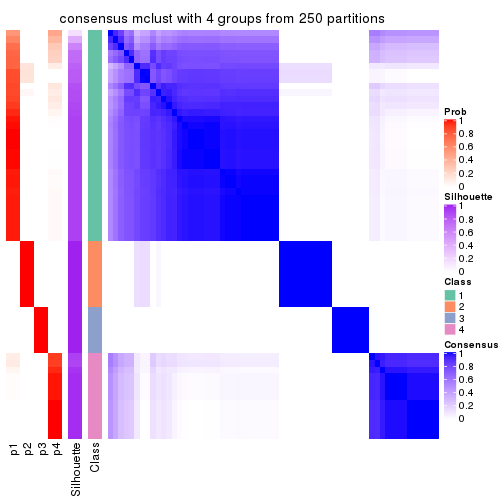 consensus mclust with 4 groups from 250 partitions
Prob
1
0.8
0.6
0.4
0.2
0
Silhouette
1
0.8
0.6
0.4
0.2
0
Class
1
2
3
4
Consensus
1
0.8
0.6
0.4
0.2
0
p1
p2
p3
p4
Silhouette
Class